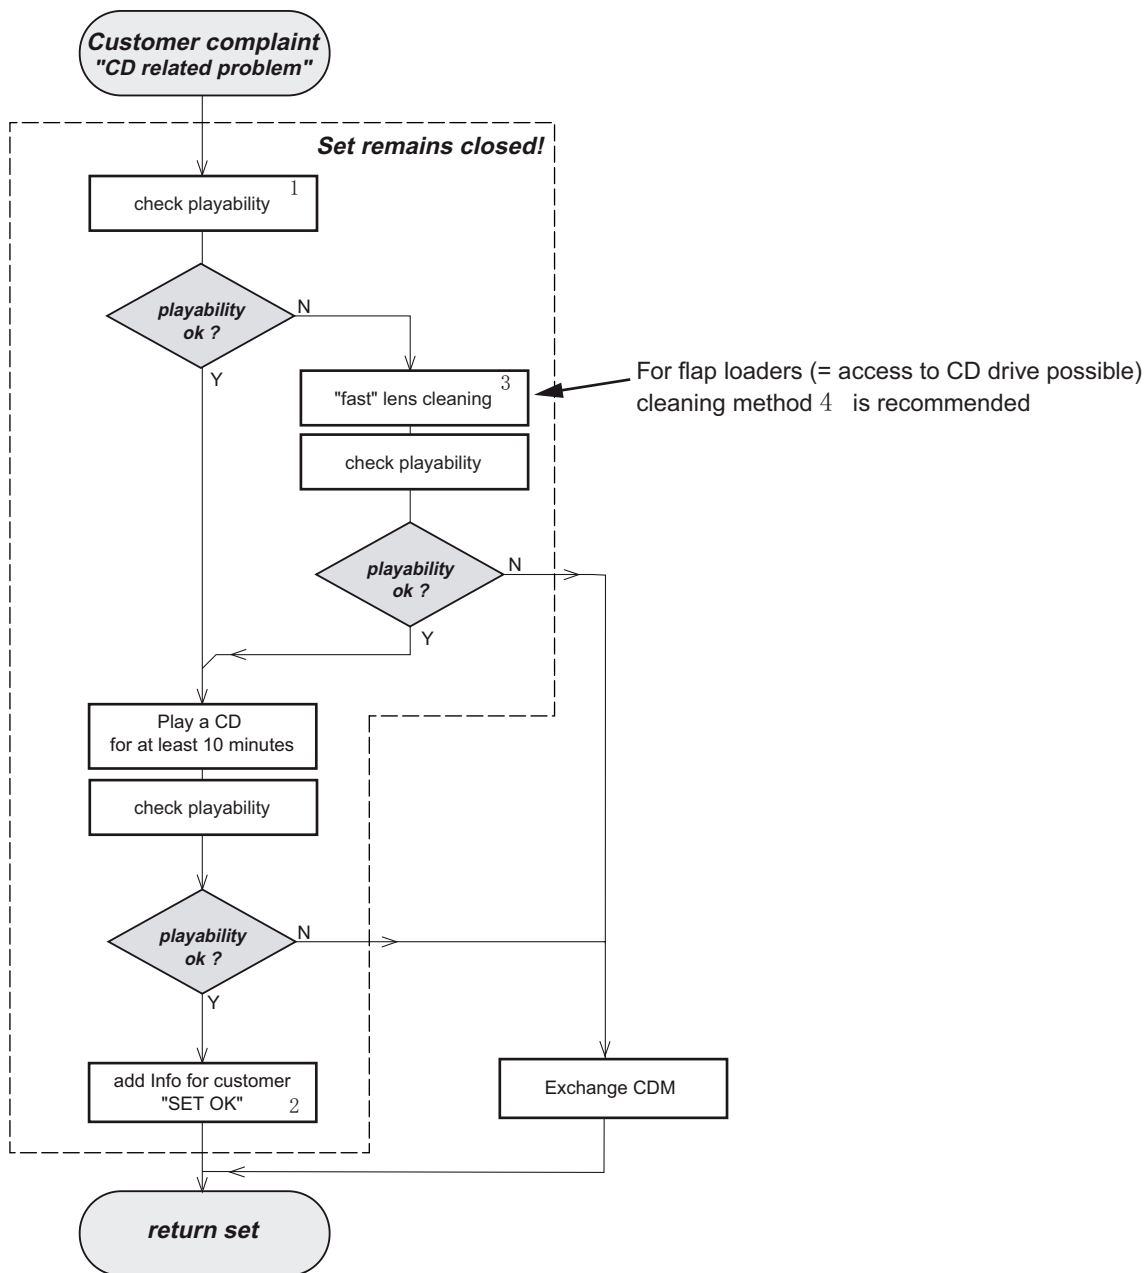 Customer complaint
"CD related problem"
Set remains closed!
1
check playability
playability
ok ?
N
Y
3
"fast" lens cleaning
For flap loaders (= access to CD drive possible)
cleaning method 4 is recommended
check playability
playability
ok ?
N
Y
Play a CD
for at least 10 minutes
check playability
playability
ok ?
N
Y
add Info for customer
"SET OK" 2
Exchange CDM
return set